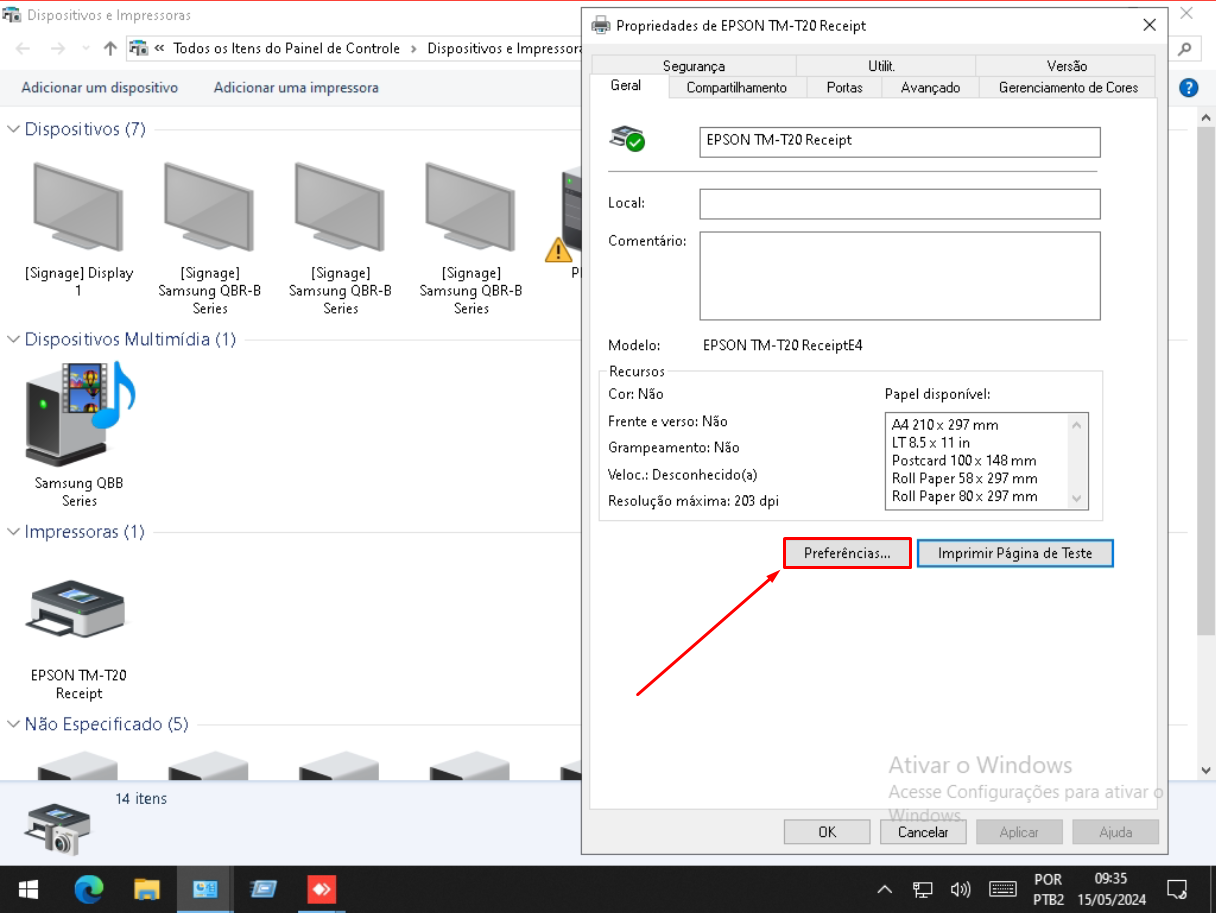 Dispositivos e Impressoras
« Todos os Itens do Painel de Controle > Dispositivos e Impressora
Adicionar um dispositivo Adicionar uma impressora
?
Dispositivos (7)
[Signage] Display
1
[Signage]
Samsung QBR-B
Series
[Signage]
Samsung QBR-B
Series
[Signage]
Samsung QBR-B
Series
Dispositivos Multimídia (1)
Samsung QBB
Series
Impressoras (1)
EPSON TM-T20
Receipt
Não Especificado (5)
14 itens
Propriedades de EPSON TM-T20 Receipt
Segurança Utilit. Versão
Geral Compartilhamento Portas Avançado Gerenciamento de Cores
EPSON TM-T20 Receipt
Local:
Comentário:
Modelo: EPSON TM-T20 ReceiptE4
Recursos
Cor: Não
Frente e verso: Não
Grampeamento: Não
Veloc.: Desconhecido(a)
Resolução máxima: 203 dpi
Papel disponível:
A4 210 x 297 mm
LT 8.5 x 11 in
Postcard 100 x 148 mm
Roll Paper 58 x 297 mm
Roll Paper 80 x 297 mm
Preferências... Imprimir Página de Teste
Ativar o Windows
Acesse Configurações para ativar o
Windows.
OK Cancelar Aplicar Ajuda
POR
PTB2
09:35
15/05/2024